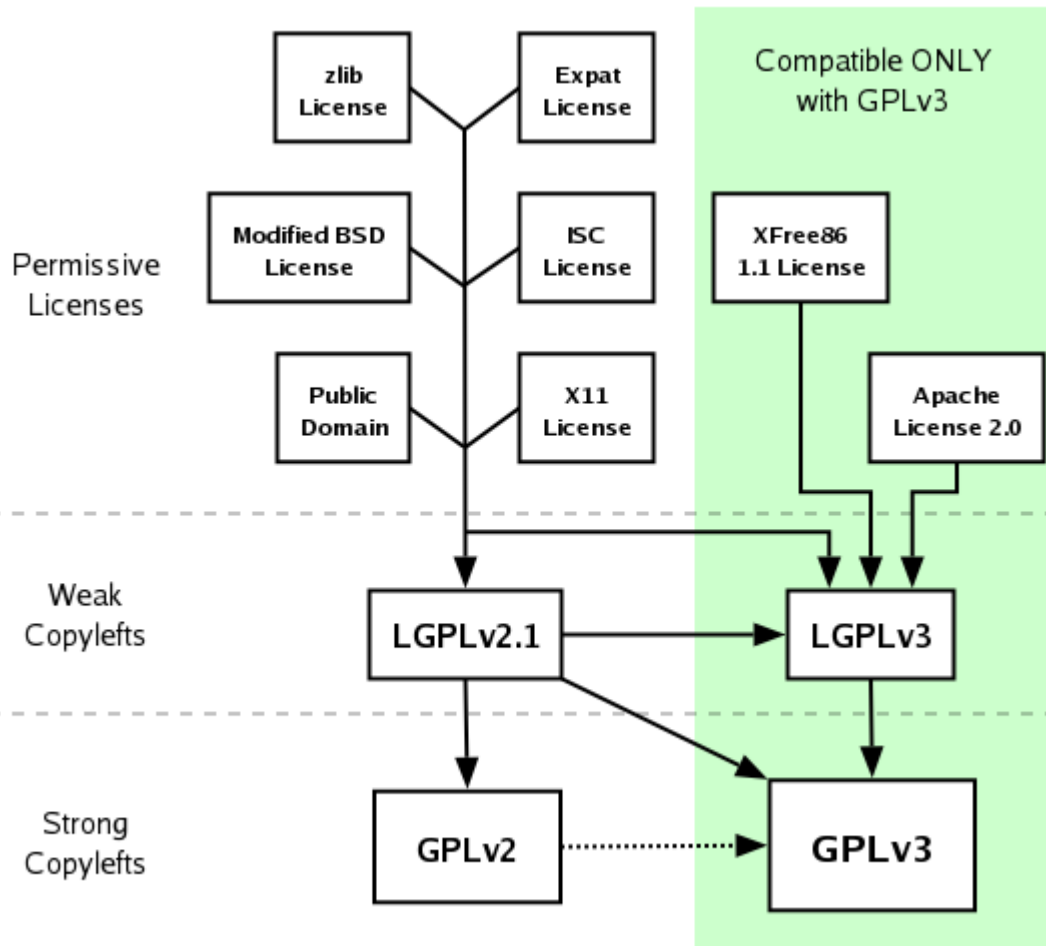 zlib
License
Expat
License
Compatible ONLY
with GPLv3
Permissive
Licenses
Modified BSD
License
ISC
License
XFree86
1.1 License
Public
Domain
X11
License
Apache
License 2.0
Weak
Copylefts
LGPLv2.1
LGPLv3
Strong
Copylefts
GPLv2
GPLv3